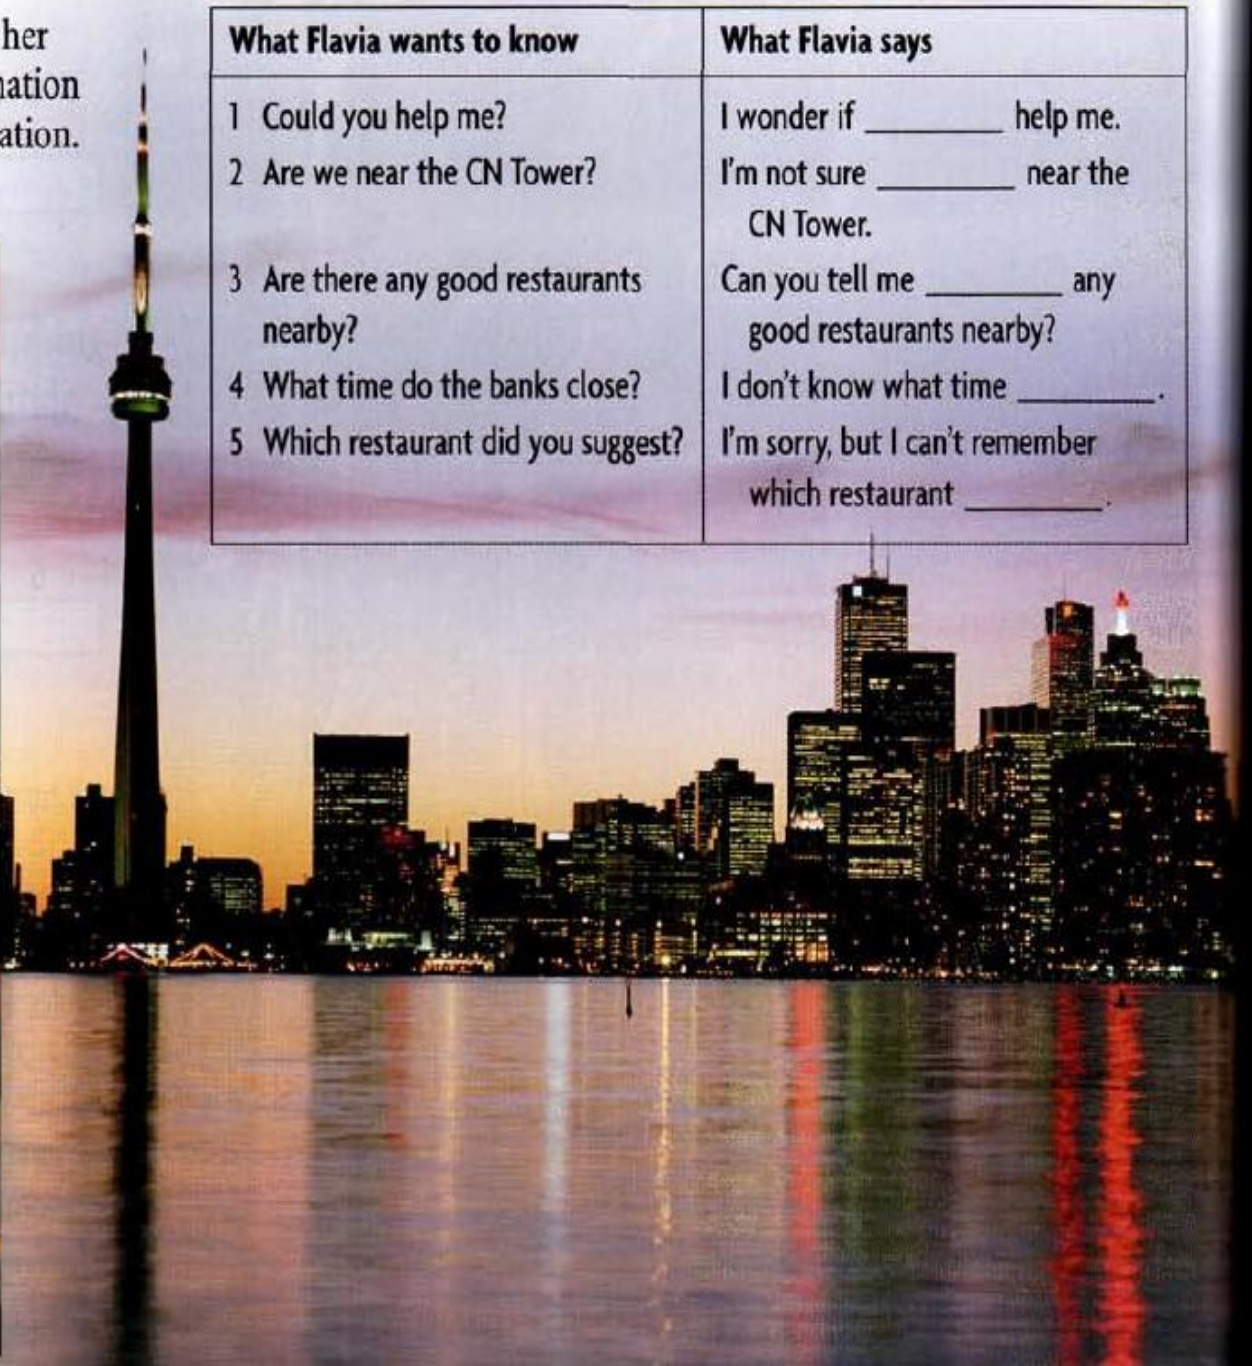 her
ation.
What Flavia wants to know
What Flavia says
1 Could you help me?
I wonder if ________ help me.
2 Are we near the CN Tower?
I'm not sure ________ near the
CN Tower.
3 Are there any good restaurants
nearby?
Can you tell me ________ any
good restaurants nearby?
4 What time do the banks close?
I don't know what time ________.
5 Which restaurant did you suggest?
I'm sorry, but I can't remember
which restaurant ________.